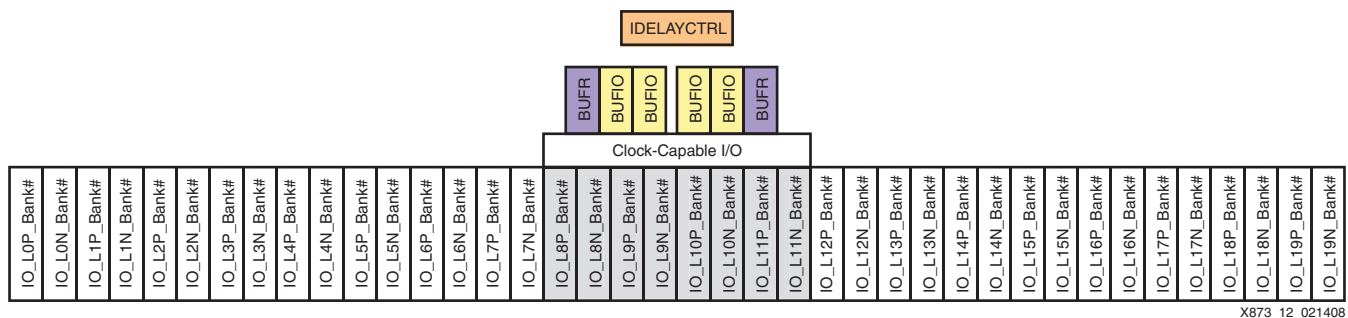 IDELAYCTRL
BUFR
BUFIO
BUFIO
BUFIO
BUFIO
BUFR
Clock-Capable I/O
IO_L0P_Bank#
IO_L0N_Bank#
IO_L1P_Bank#
IO_L1N_Bank#
IO_L2P_Bank#
IO_L2N_Bank#
IO_L3P_Bank#
IO_L3N_Bank#
IO_L4P_Bank#
IO_L4N_Bank#
IO_L5P_Bank#
IO_L5N_Bank#
IO_L6P_Bank#
IO_L6N_Bank#
IO_L7P_Bank#
IO_L7N_Bank#
IO_L8P_Bank#
IO_L8N_Bank#
IO_L9P_Bank#
IO_L9N_Bank#
IO_L10P_Bank#
IO_L10N_Bank#
IO_L11P_Bank#
IO_L11N_Bank#
IO_L12P_Bank#
IO_L12N_Bank#
IO_L13P_Bank#
IO_L13N_Bank#
IO_L14P_Bank#
IO_L14N_Bank#
IO_L15P_Bank#
IO_L15N_Bank#
IO_L16P_Bank#
IO_L16N_Bank#
IO_L17P_Bank#
IO_L17N_Bank#
IO_L18P_Bank#
IO_L18N_Bank#
IO_L19P_Bank#
IO_L19N_Bank#
X873_12_021408